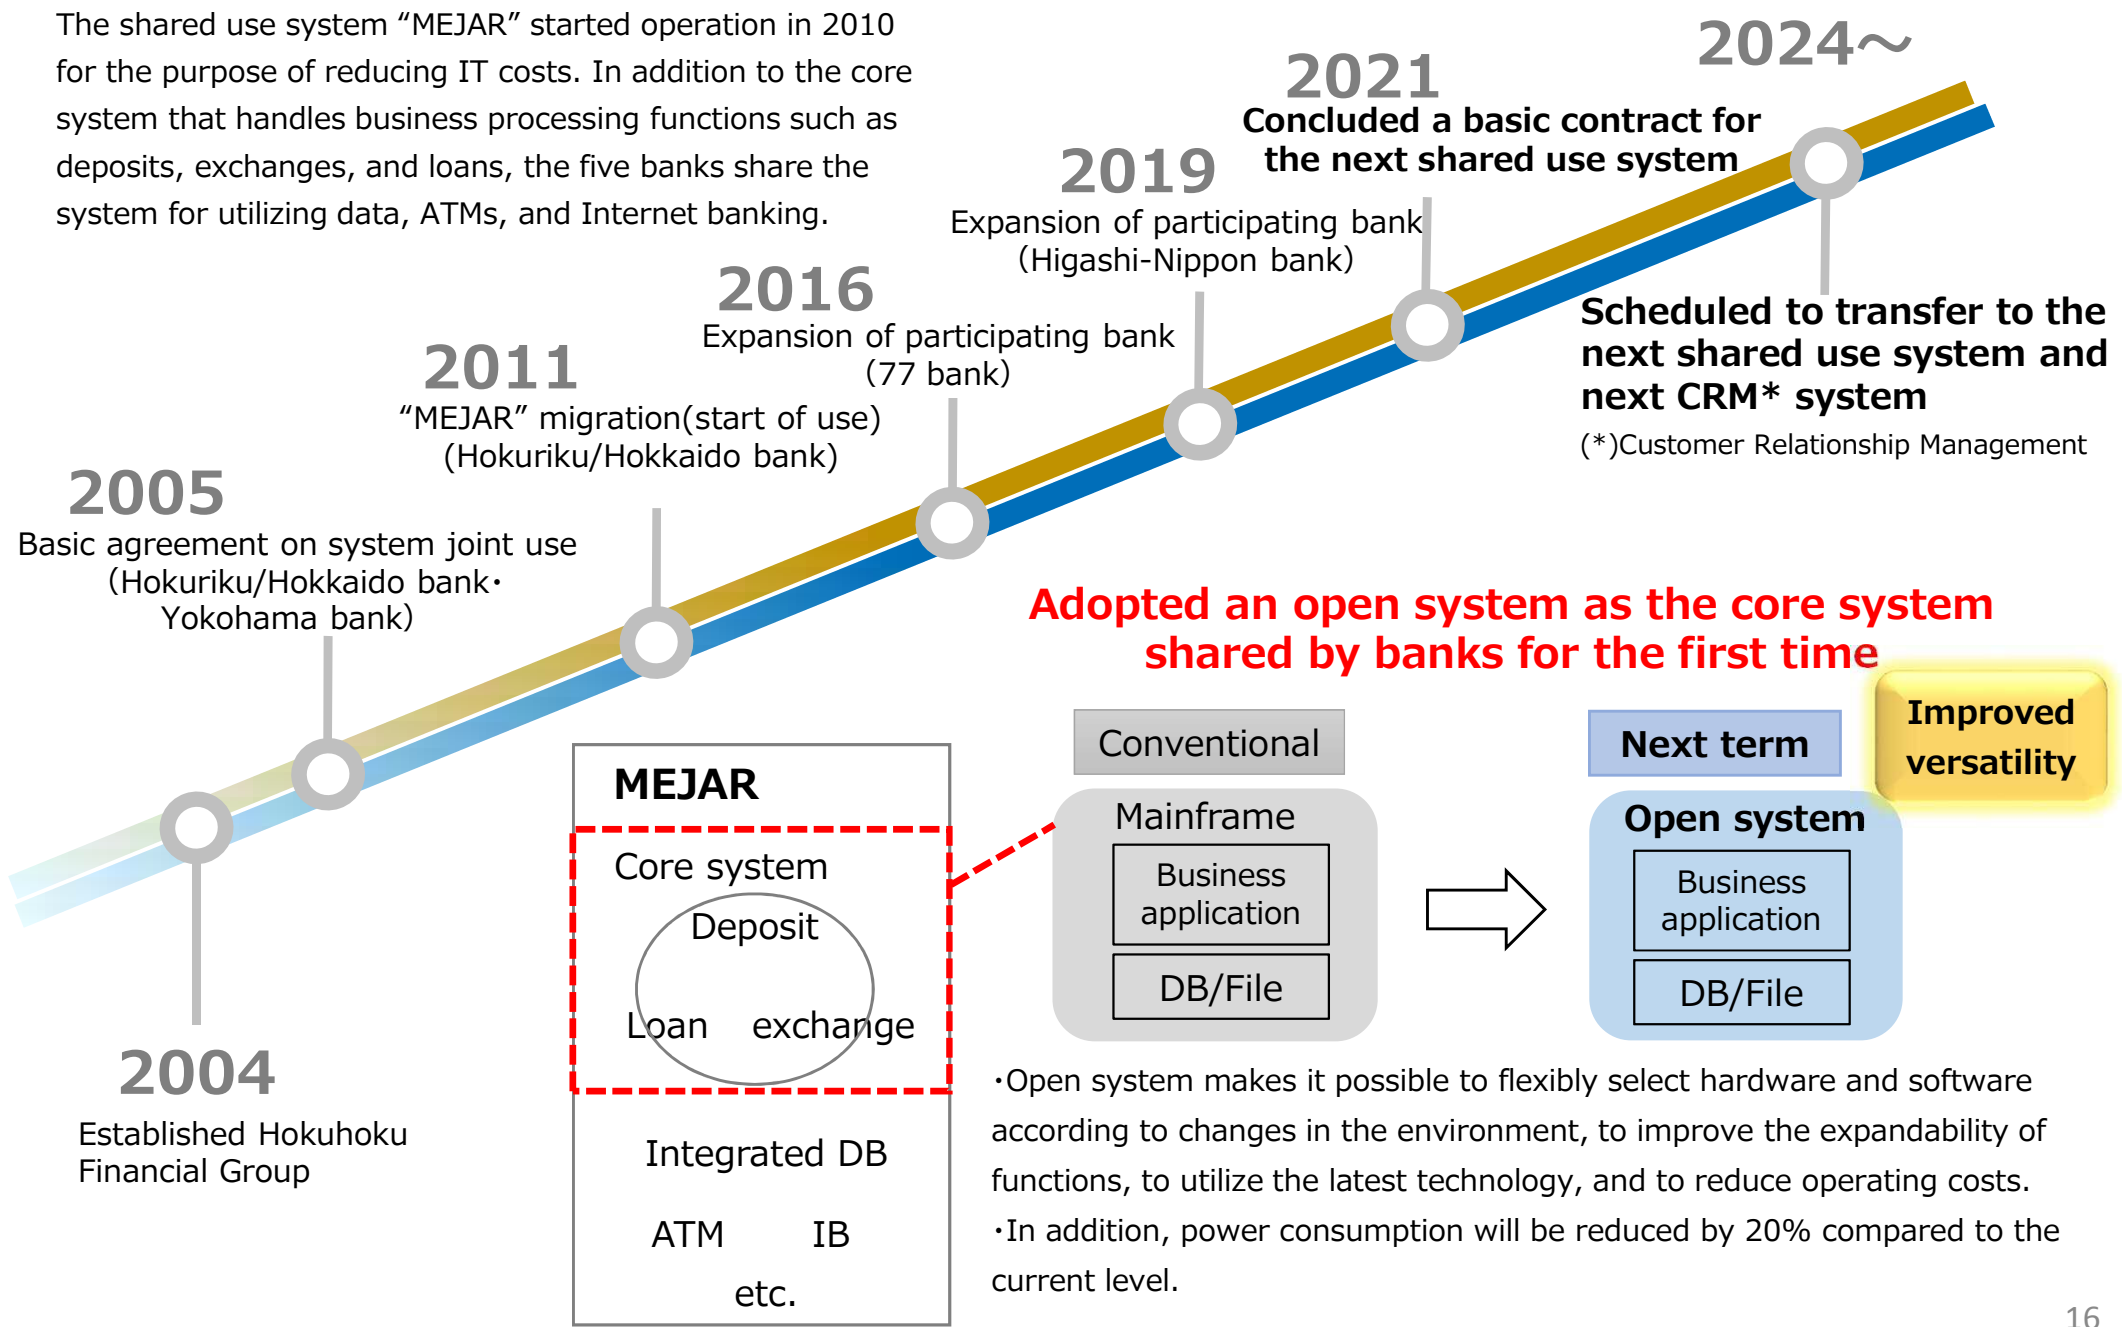 The shared use system “MEJAR” started operation in 2010
for the purpose of reducing IT costs. In addition to the core
system that handles business processing functions such as
deposits, exchanges, and loans, the five banks share the
system for utilizing data, ATMs, and Internet banking.
2024～
2021
Concluded a basic contract for
the next shared use system
2019
Expansion of participating bank
（Higashi-Nippon bank）
2016
Expansion of participating bank
（77 bank）
2011
“MEJAR” migration(start of use)
(Hokuriku/Hokkaido bank)
2005
Basic agreement on system joint use
（Hokuriku/Hokkaido bank・
Yokohama bank）
2004
Established Hokuhoku
Financial Group
Scheduled to transfer to the
next shared use system and
next CRM* system
(*)Customer Relationship Management
Adopted an open system as the core system
shared by banks for the first time
Improved
versatility
MEJAR
Core system
Deposit
Loan exchange
Integrated DB
ATM IB
etc.
Conventional
Mainframe
Business
application
DB/File
Next term
Open system
Business
application
DB/File
・Open system makes it possible to flexibly select hardware and software
according to changes in the environment, to improve the expandability of
functions, to utilize the latest technology, and to reduce operating costs.
・In addition, power consumption will be reduced by 20% compared to the
current level.
16